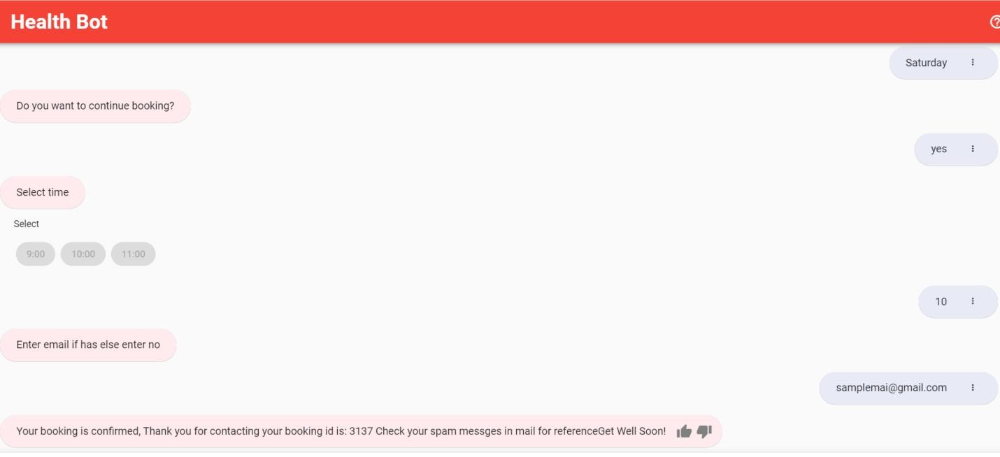 Health Bot
Saturday
Do you want to continue booking?
yes
Select time
Select
9:00 10:00 11:00
10
Enter email if has else enter no
samplemai@gmail.com
Your booking is confirmed, Thank you for contacting your booking id is: 3137 Check your spam messges in mail for referenceGet Well Soon!